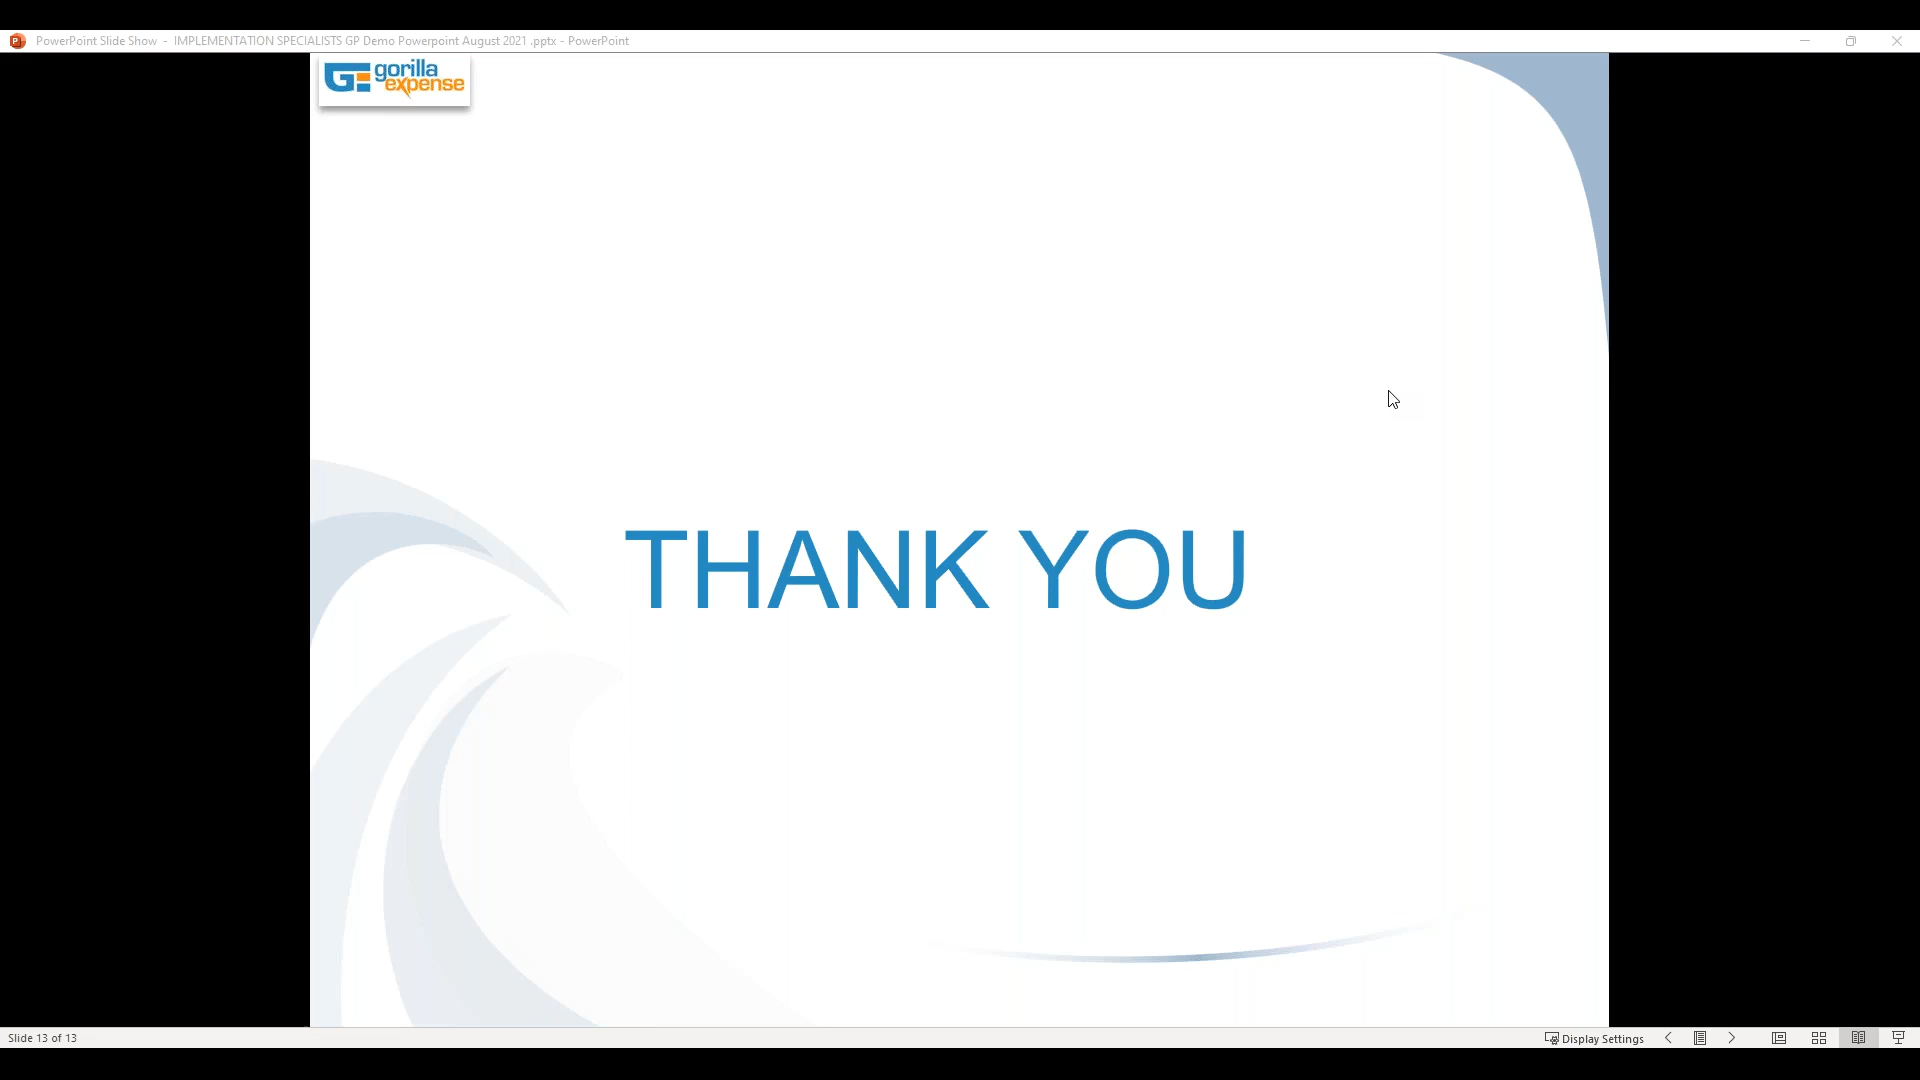 PowerPoint Slide Show - IMPLEMENTATION SPECIALISTS GP Demo Powerpoint August 2021 .pptx - PowerPoint
GE gorilla
expense
THANK YOU
Slide 13 of 13
Display Settings